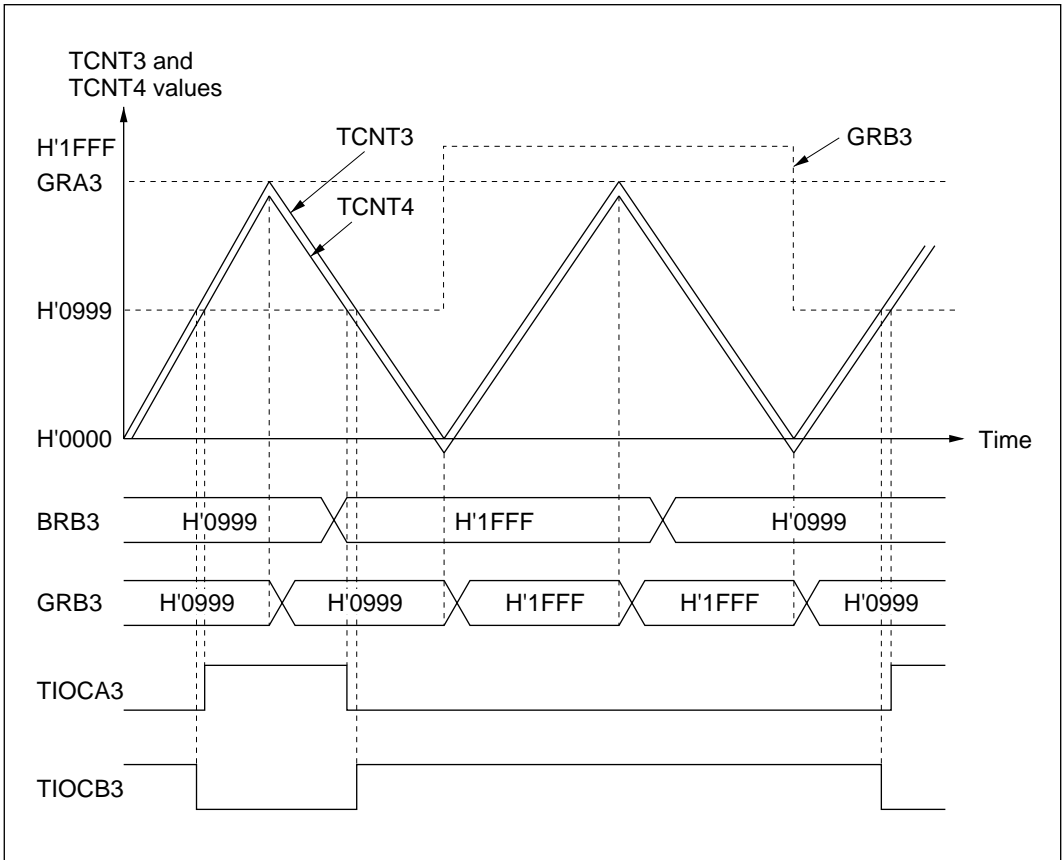 TCNT3 and
TCNT4 values
H'1FFF
TCNT3
GRB3
GRA3
TCNT4
H'0999
H'0000
Time
BRB3
H'0999
H'1FFF
H'0999
GRB3
H'0999
H'0999
H'1FFF
H'1FFF
H'0999
TIOCA3
TIOCB3